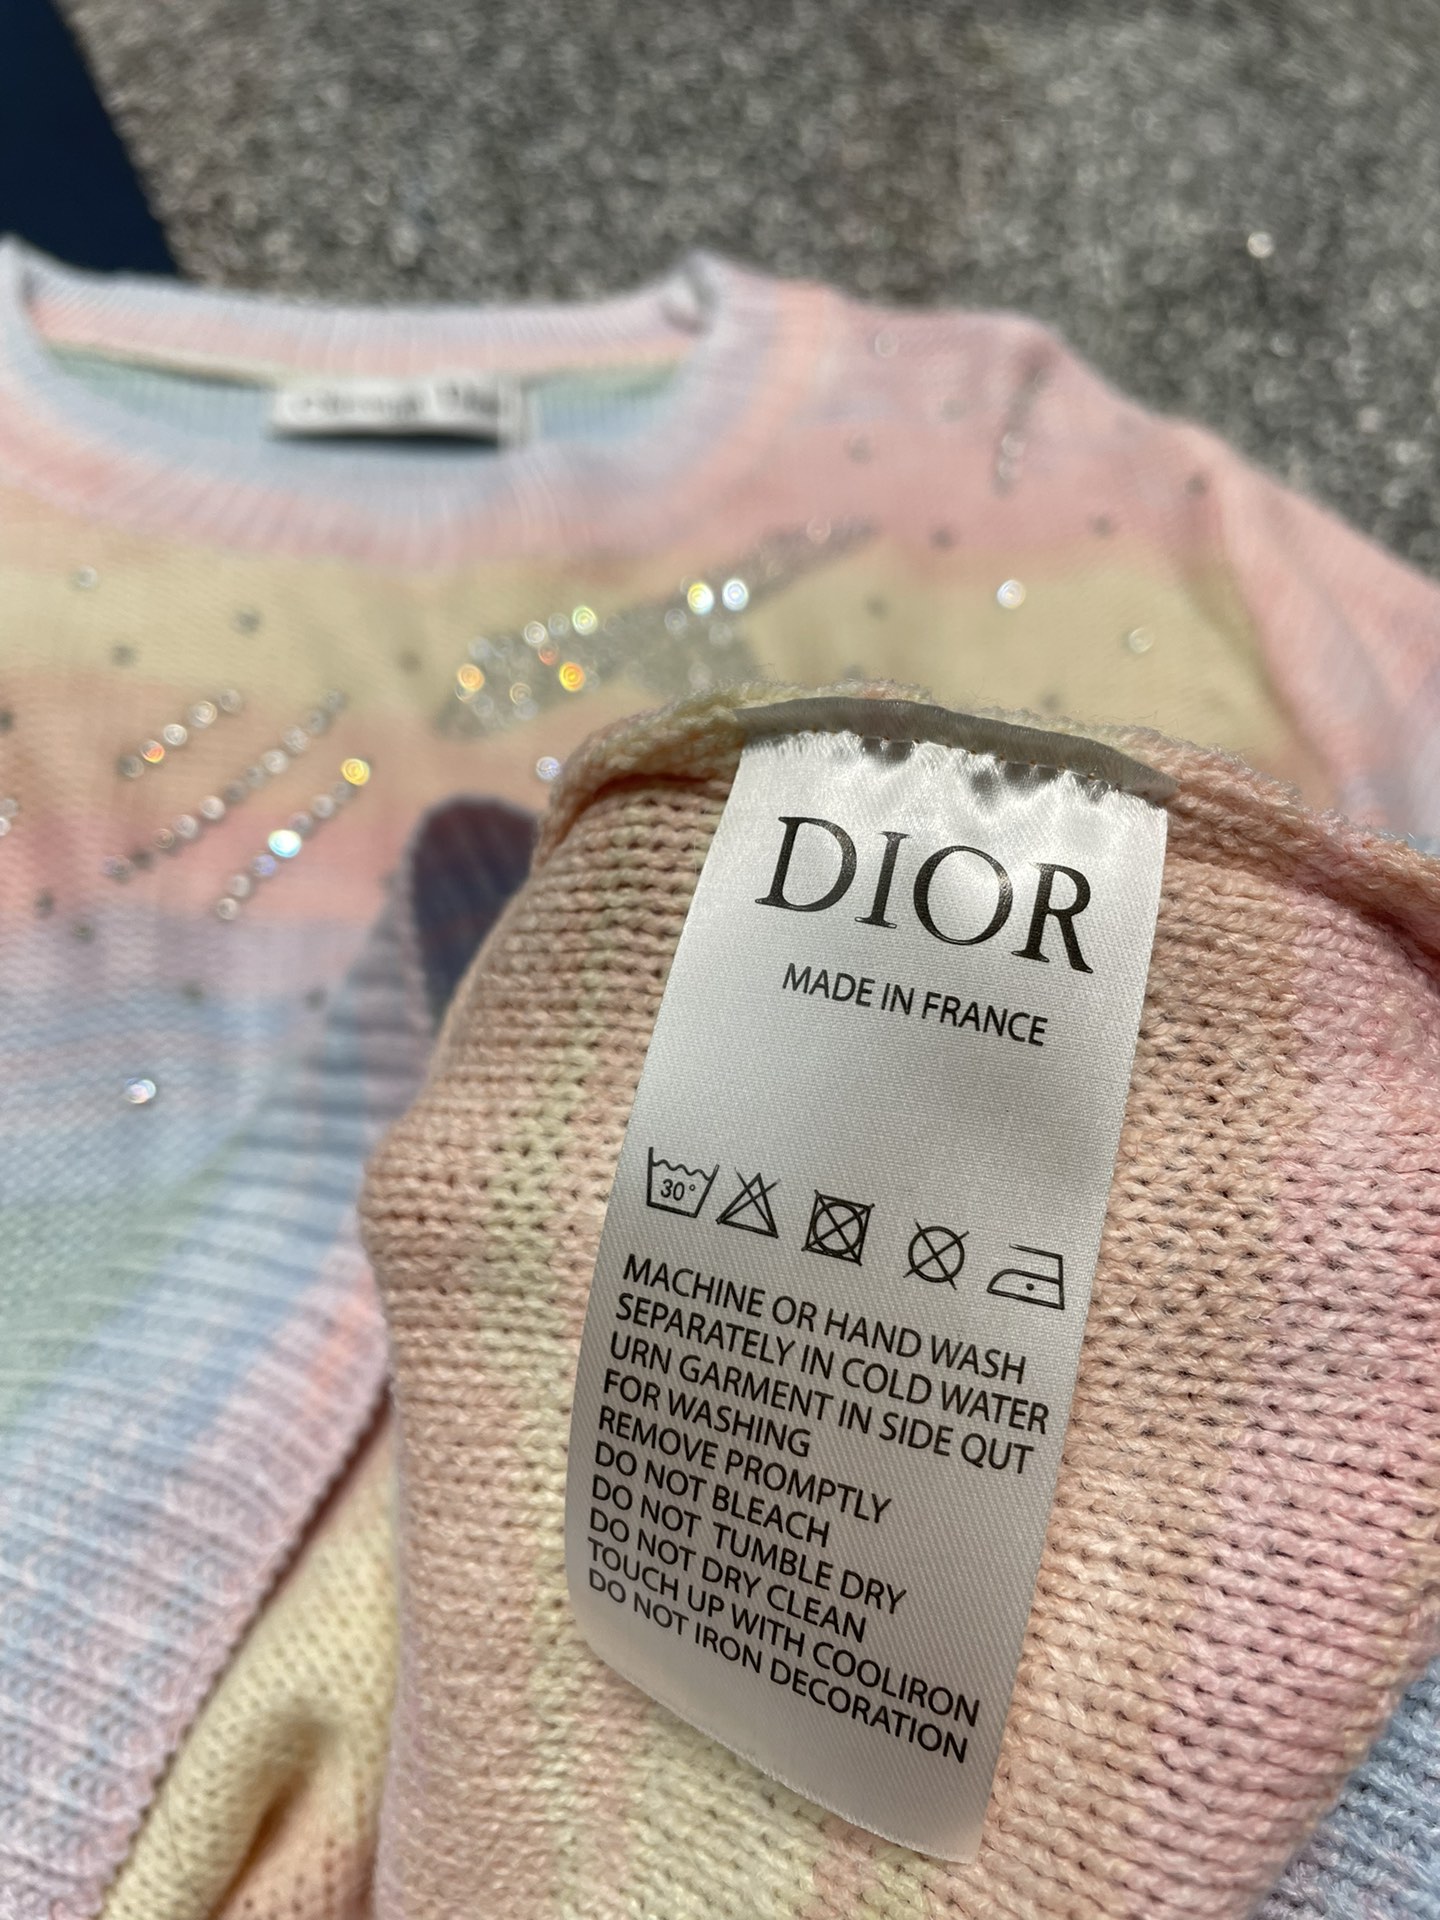 DIOR
MADE IN FRANCE
30°
MACHINE OR HAND WASH
SEPARATELY IN COLD WATER
URN GARMENT IN SIDE QUT
FOR WASHING
REMOVE PROMPTLY
DO NOT BLEACH
DO NOT TUMBLE DRY
DO NOT DRY CLEAN
TOUCH UP WITH COOLIRON
DO NOT IRON DECORATION